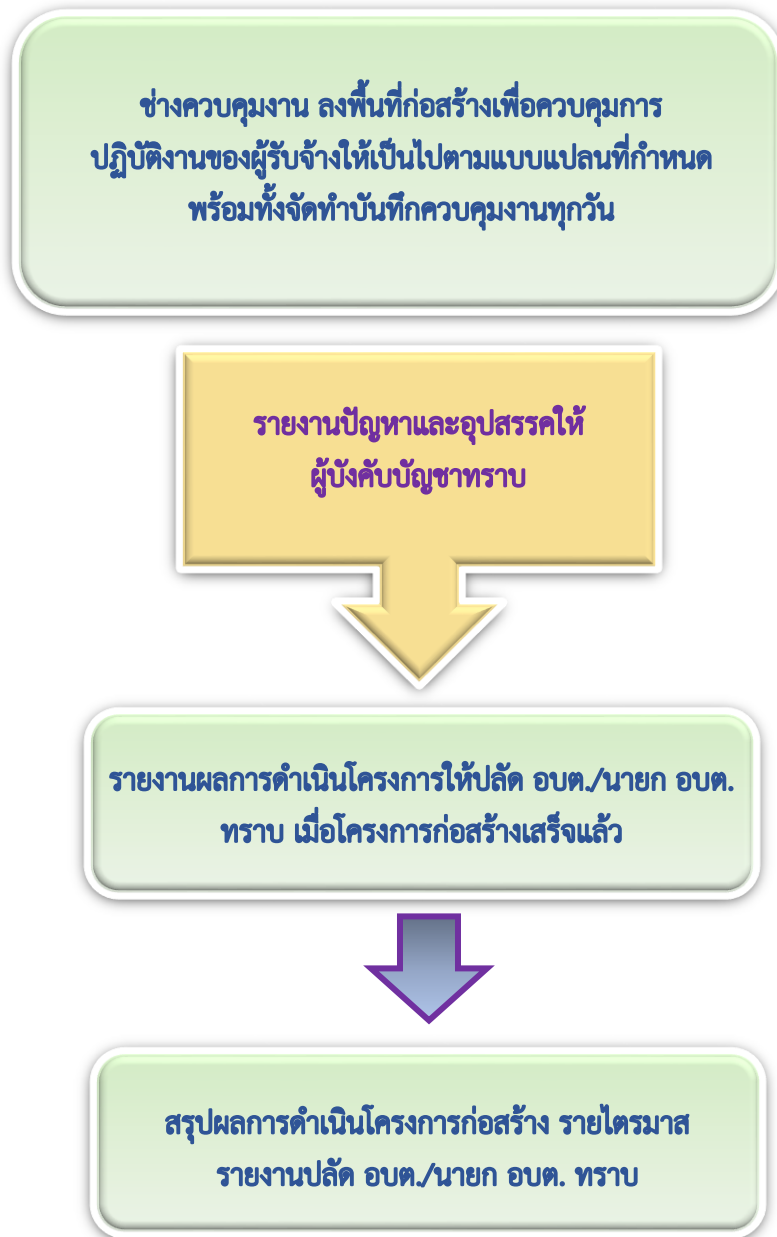 ช่างควบคุมงาน ลงพื้นที่ก่อสร้างเพื่อควบคุมการ
ปฏิบัติงานของผู้รับจ้างให้เป็นไปตามแบบแปลนที่กำหนด
พร้อมทั้งจัดทำบันทึกควบคุมงานทุกวัน
รายงานปัญหาและอุปสรรคให้
ผู้บังคับบัญชาทราบ
รายงานผลการดำเนินโครงการให้ปลัด อบต./นายก อบต.
ทราบ เมื่อโครงการก่อสร้างเสร็จแล้ว
สรุปผลการดำเนินโครงการก่อสร้าง รายไตรมาส
รายงานปลัด อบต./นายก อบต. ทราบ